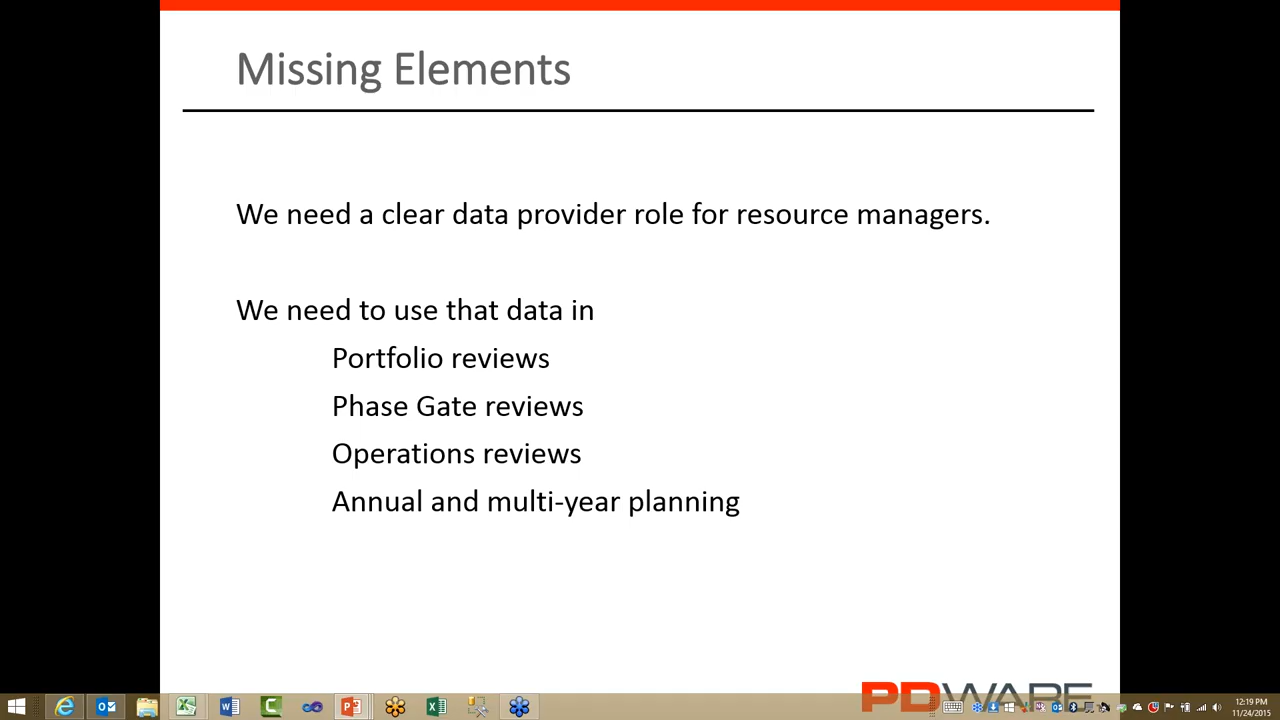 Missing Elements
We need a clear data provider role for resource managers.
We need to use that data in
Portfolio reviews
Phase Gate reviews
Operations reviews
Annual and multi-year planning
PDWARE
12:19 PM
11/24/2015